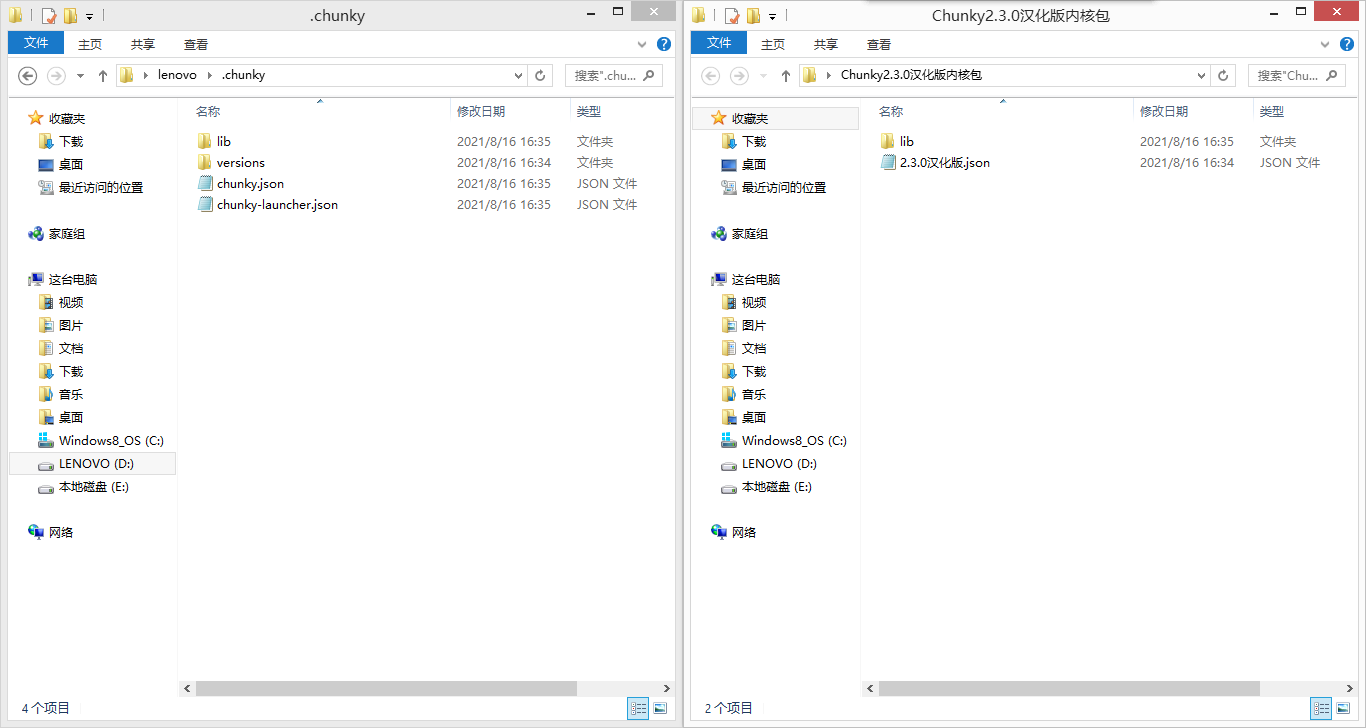 .chunky
文件 主页 共享 查看
lenovo .chunky 搜索".chu...
收藏夹
下载
桌面
最近访问的位置
家庭组
这台电脑
视频
图片
文档
下载
音乐
桌面
Windows8_OS (C:)
LENOVO (D:)
本地磁盘 (E:)
网络
名称 修改日期 类型
lib 2021/8/16 16:35 文件夹
versions 2021/8/16 16:34 文件夹
chunky.json 2021/8/16 16:35 JSON 文件
chunky-launcher.json 2021/8/16 16:35 JSON 文件
4 个项目
Chunky2.3.0汉化版内核包
文件 主页 共享 查看
Chunky2.3.0汉化版内核包 搜索"Chu...
收藏夹
下载
桌面
最近访问的位置
家庭组
这台电脑
视频
图片
文档
下载
音乐
桌面
Windows8_OS (C:)
LENOVO (D:)
本地磁盘 (E:)
网络
名称 修改日期 类型
lib 2021/8/16 16:35 文件夹
2.3.0汉化版.json 2021/8/16 16:34 JSON 文件
2 个项目